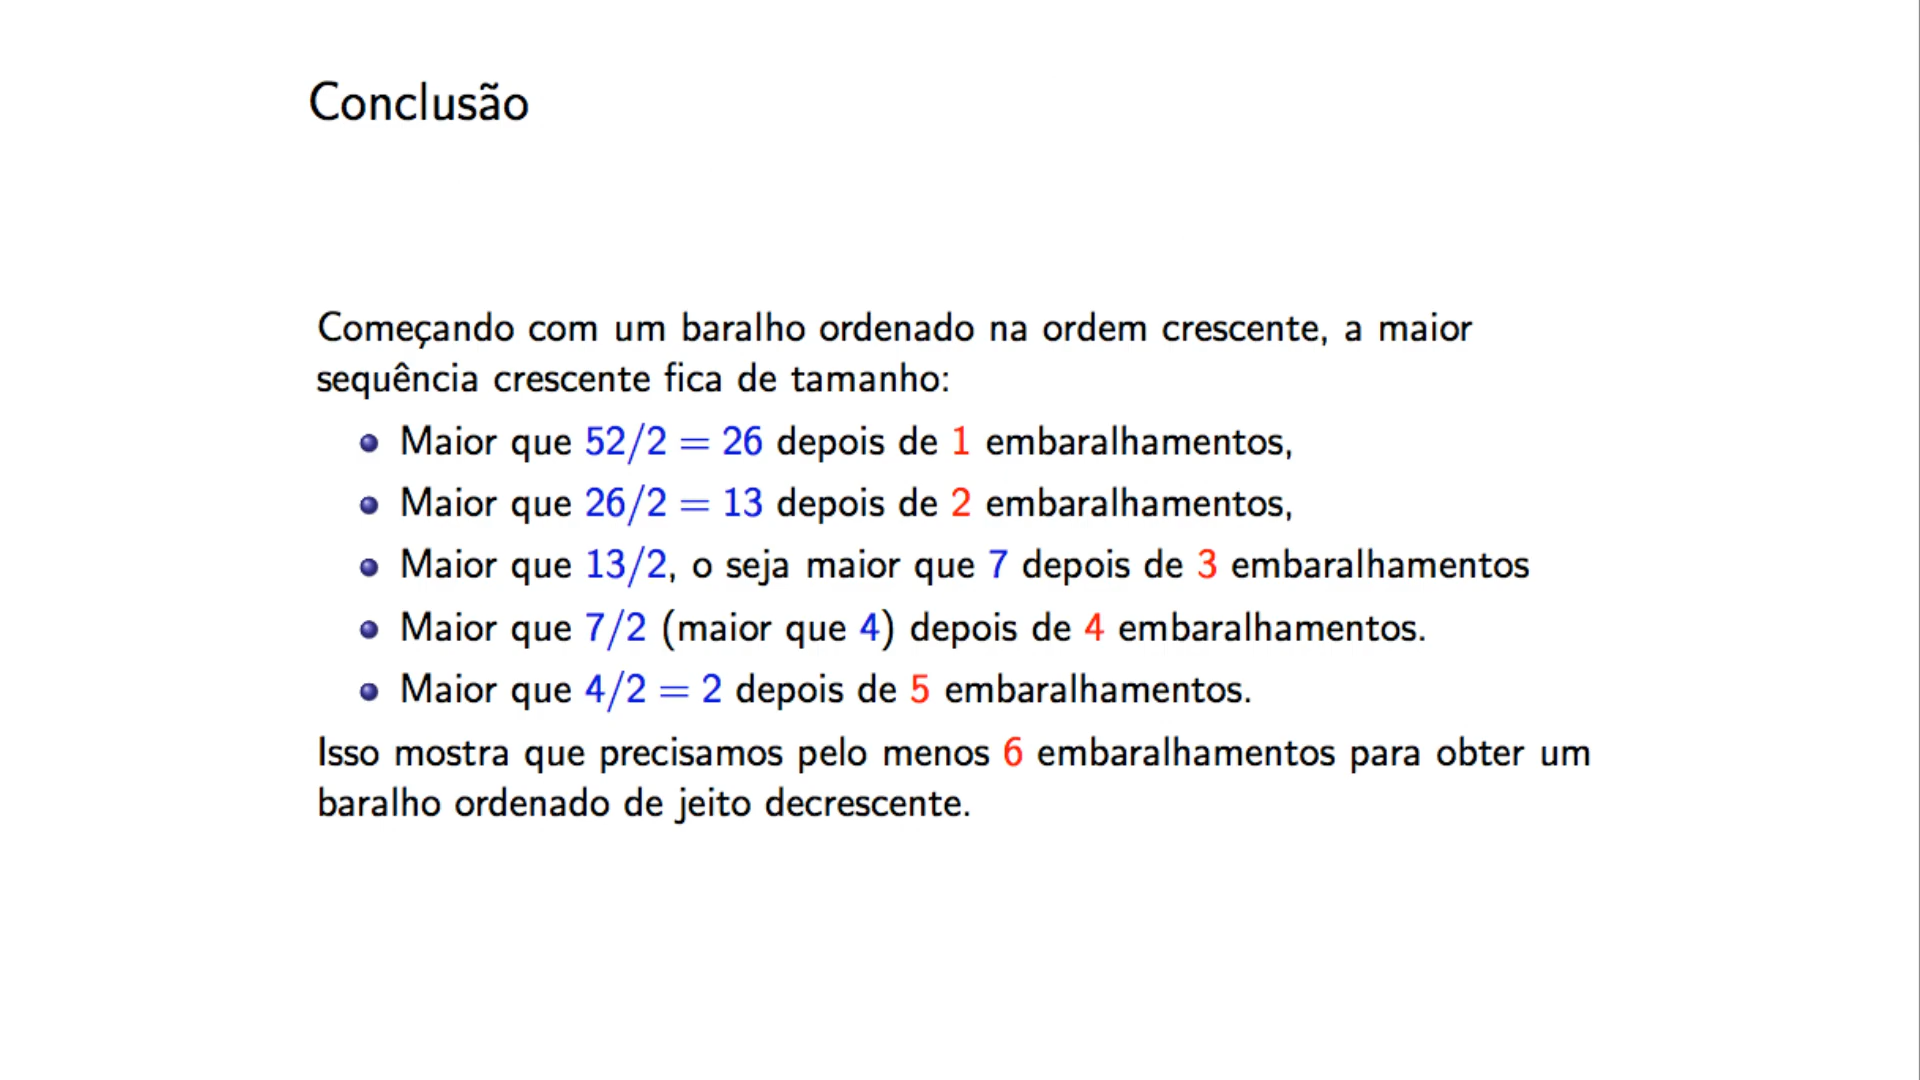 Conclusão
Começando com um baralho ordenado na ordem crescente, a maior
sequência crescente fica de tamanho:
Maior que 52/2 = 26 depois de 1 embaralhamentos,
Maior que 26/2 = 13 depois de 2 embaralhamentos,
Maior que 13/2, o seja maior que 7 depois de 3 embaralhamentos
Maior que 7/2 (maior que 4) depois de 4 embaralhamentos.
Maior que 4/2 = 2 depois de 5 embaralhamentos.
Isso mostra que precisamos pelo menos 6 embaralhamentos para obter um
baralho ordenado de jeito decrescente.